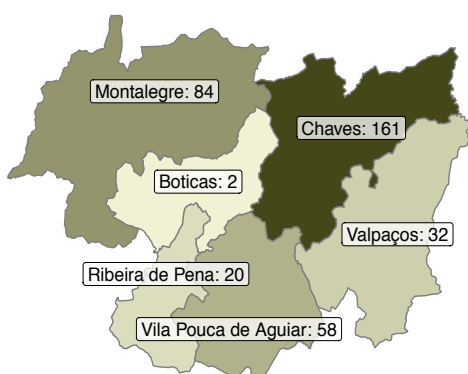 Montalegre: 84
Chaves: 161
Boticas: 2
Valpaços: 32
Ribeira de Pena: 20
Vila Pouca de Aguiar: 58